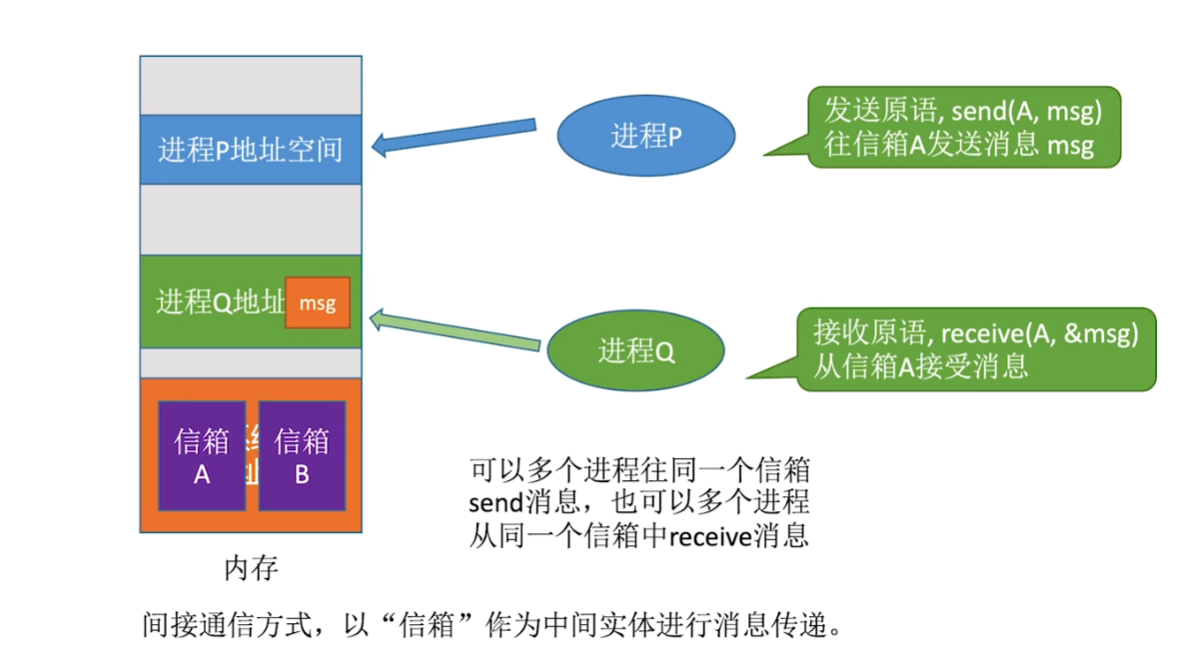 进程P地址空间
进程P
发送原语, send(A, msg)
往信箱A发送消息 msg
进程Q地址
msg
进程Q
接收原语, receive(A, &msg)
从信箱A接受消息
信箱
A
信箱
B
可以多个进程往同一个信箱
send消息，也可以多个进程
从同一个信箱中receive消息
内存
间接通信方式，以“信箱”作为中间实体进行消息传递。